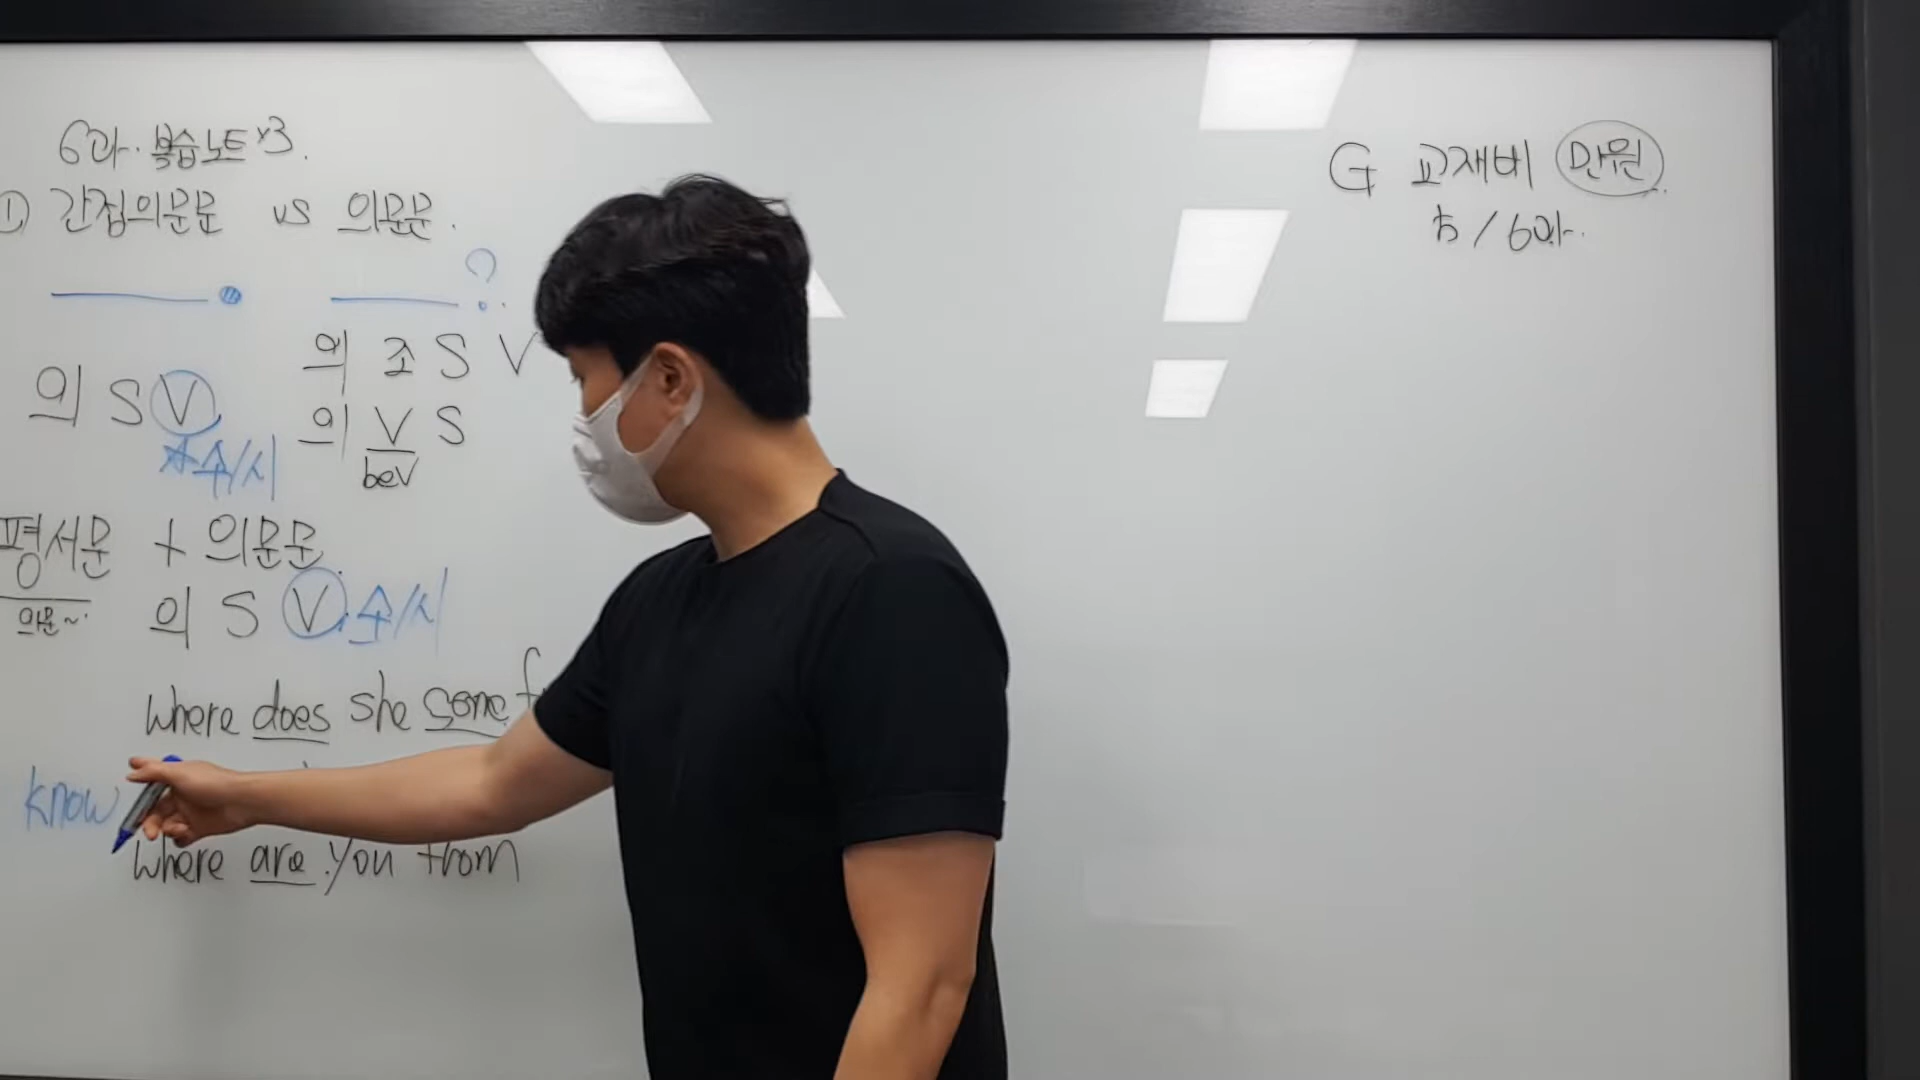 6과. 복습노트 x3.
① 간접의문문 vs 의문문.
?
의 조 S V
의 S V
의 V S
beV
★수/시
평서문 + 의문문.
의문~.
의 S V. 수/시
where does she come
know
where are you from
G 교재비 만원.
5/6과.